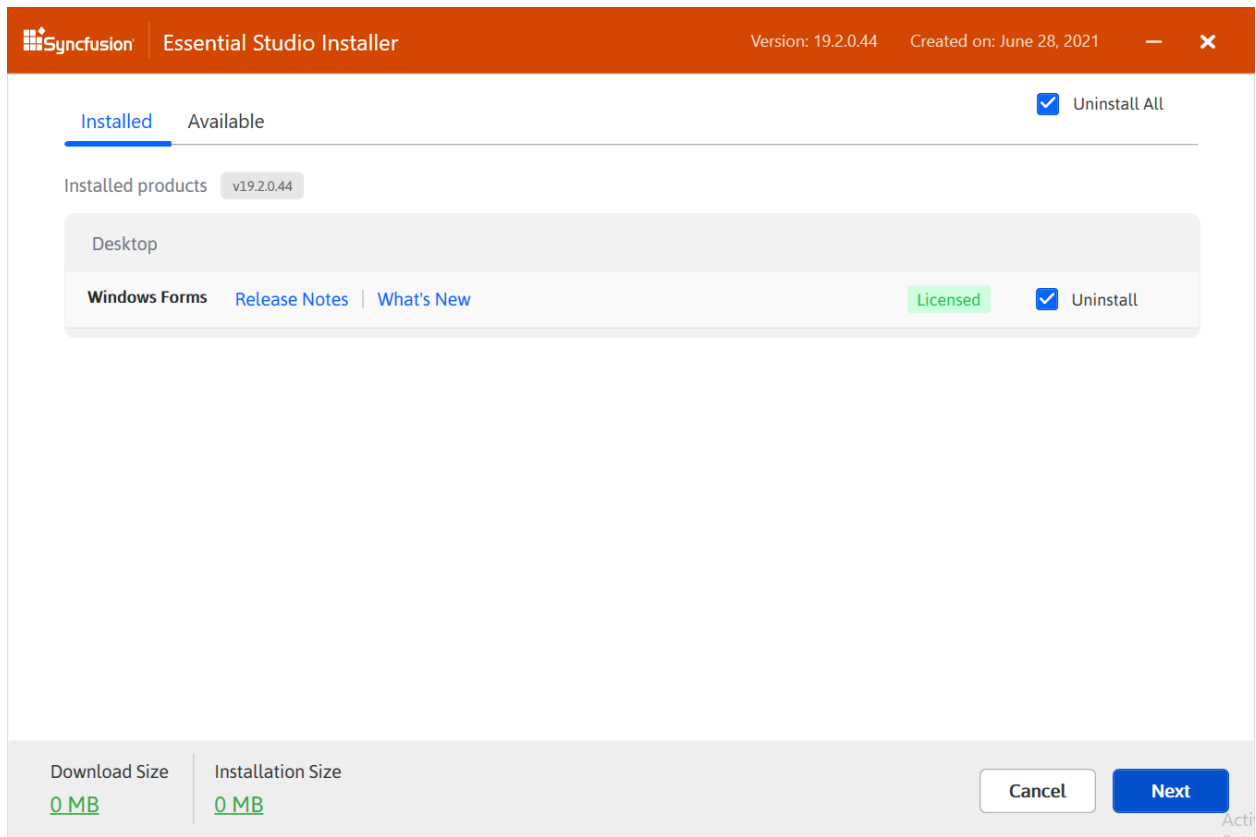 Syncfusion Essential Studio Installer Version: 19.2.0.44 Created on: June 28, 2021
Uninstall All
Installed Available
Installed products v19.2.0.44
Desktop
Windows Forms Release Notes What's New Licensed Uninstall
Download Size Installation Size
0 MB 0 MB
Cancel Next